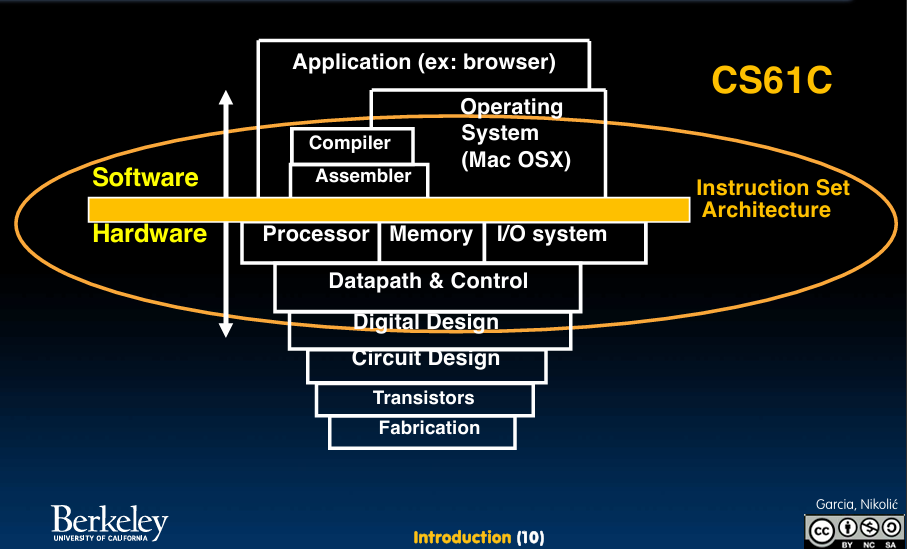 Application (ex: browser)
CS61C
Operating
System
(Mac OSX)
Compiler
Assembler
Software
Instruction Set
Architecture
Hardware
Processor
Memory
I/O system
Datapath & Control
Digital Design
Circuit Design
Transistors
Fabrication
Berkeley
UNIVERSITY OF CALIFORNIA
Introduction (10)
Garcia, Nikolić
cc
BY NC SA